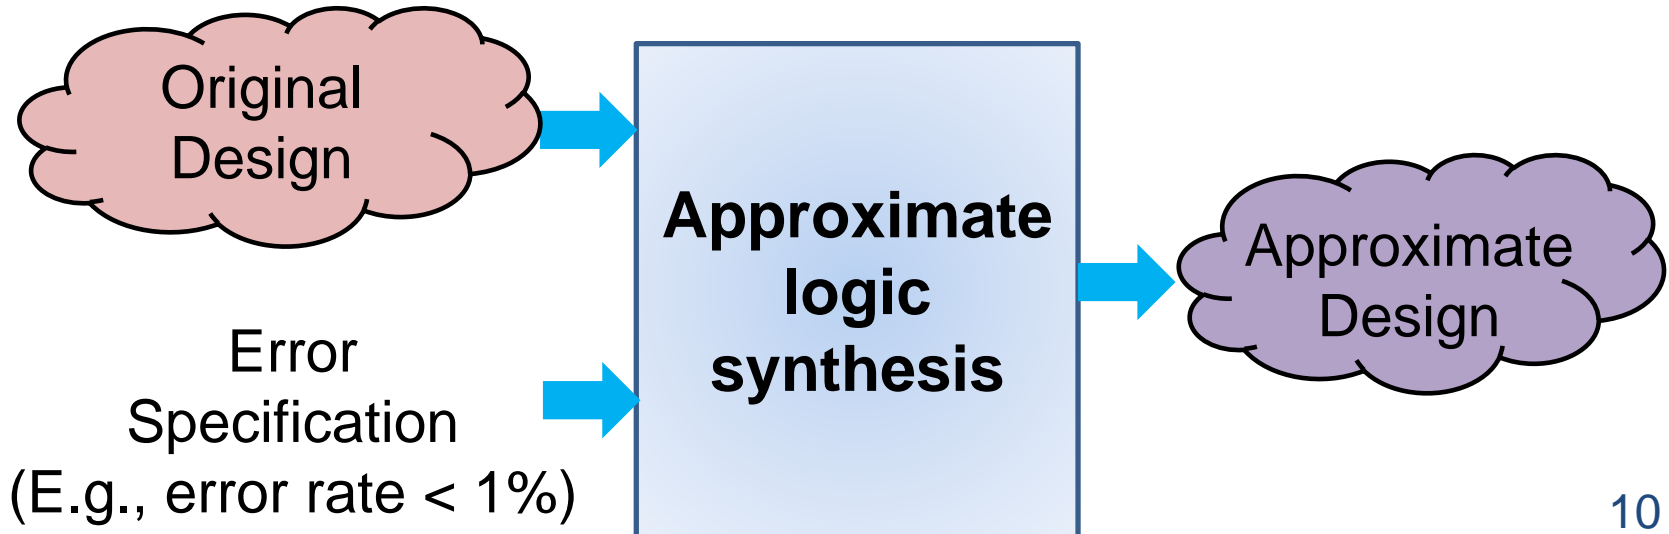 Original
Design
Error
Specification
(E.g., error rate < 1%)
Approximate
logic
synthesis
Approximate
Design
10